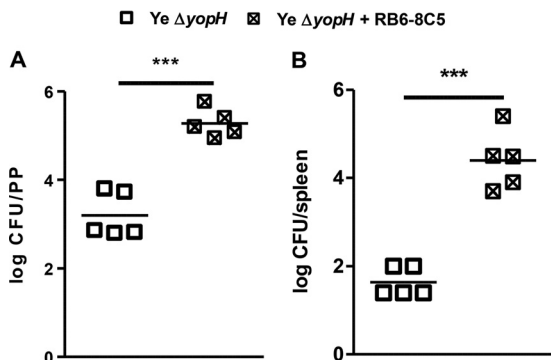 Ye ΔyopH Ye ΔyopH + RB6-8C5
A
***
log CFU/PP
6
4
2
0
B
***
log CFU/spleen
6
4
2
0